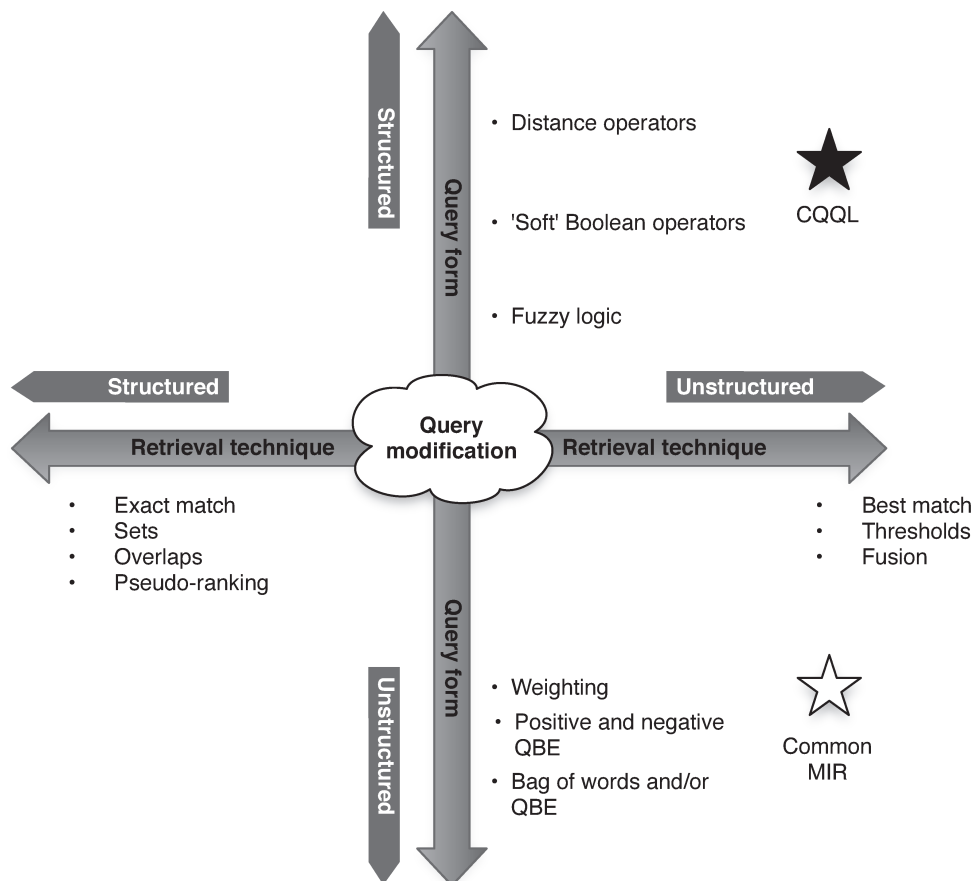 Structured
Query form
• Distance operators
CQQL
• 'Soft' Boolean operators
• Fuzzy logic
Structured
Unstructured
Retrieval technique
Query
modification
Retrieval technique
• Exact match
• Sets
• Overlaps
• Pseudo-ranking
• Best match
• Thresholds
• Fusion
Query form
Unstructured
• Weighting
• Positive and negative
QBE
• Bag of words and/or
QBE
Common
MIR